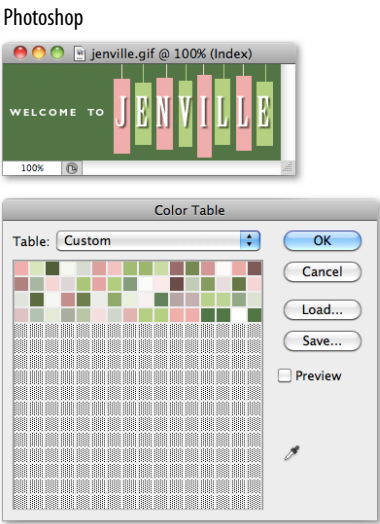 Photoshop
jenville.gif @ 100% (Index)
WELCOME TO JENVILLE
100%
Color Table
Table: Custom
OK
Cancel
Load...
Save...
Preview